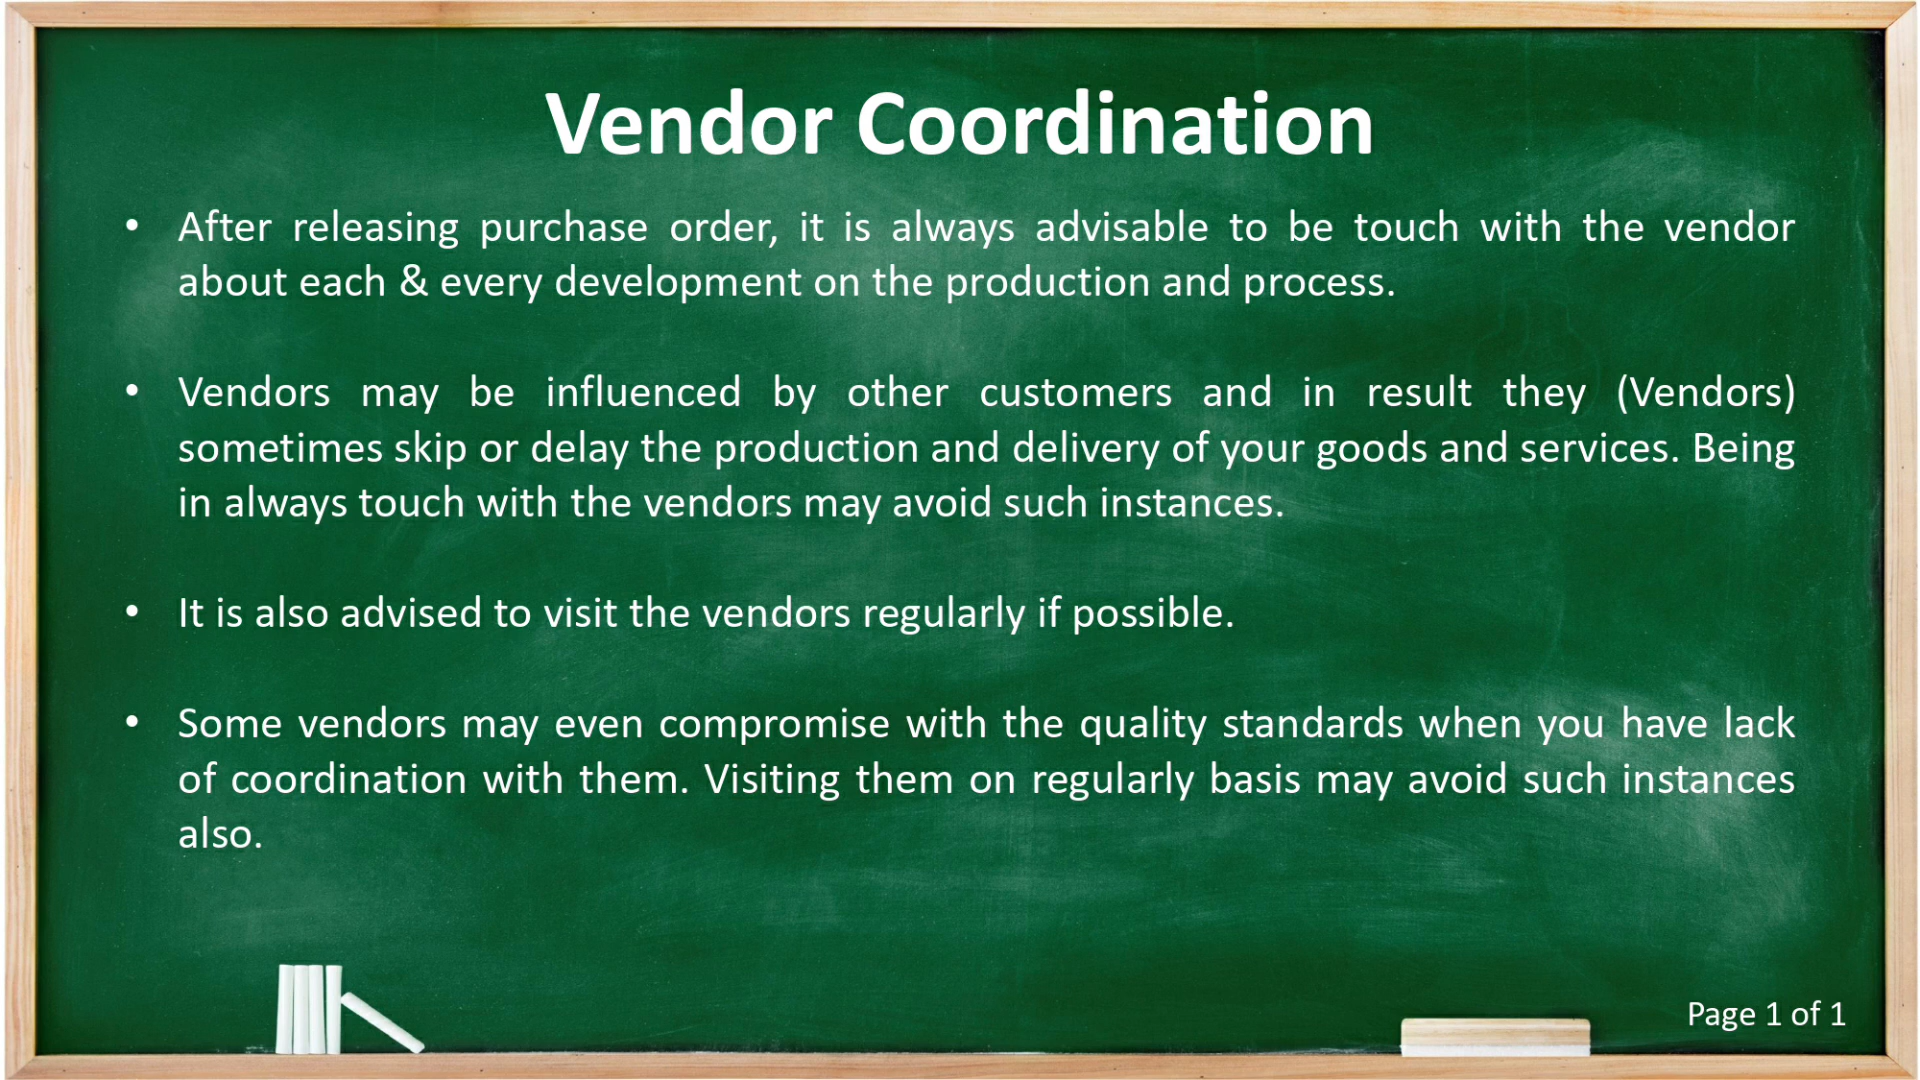 Vendor Coordination
• After releasing purchase order, it is always advisable to be touch with the vendor
about each & every development on the production and process.
• Vendors may be influenced by other customers and in result they (Vendors)
sometimes skip or delay the production and delivery of your goods and services. Being
in always touch with the vendors may avoid such instances.
• It is also advised to visit the vendors regularly if possible.
• Some vendors may even compromise with the quality standards when you have lack
of coordination with them. Visiting them on regularly basis may avoid such instances
also.
Page 1 of 1